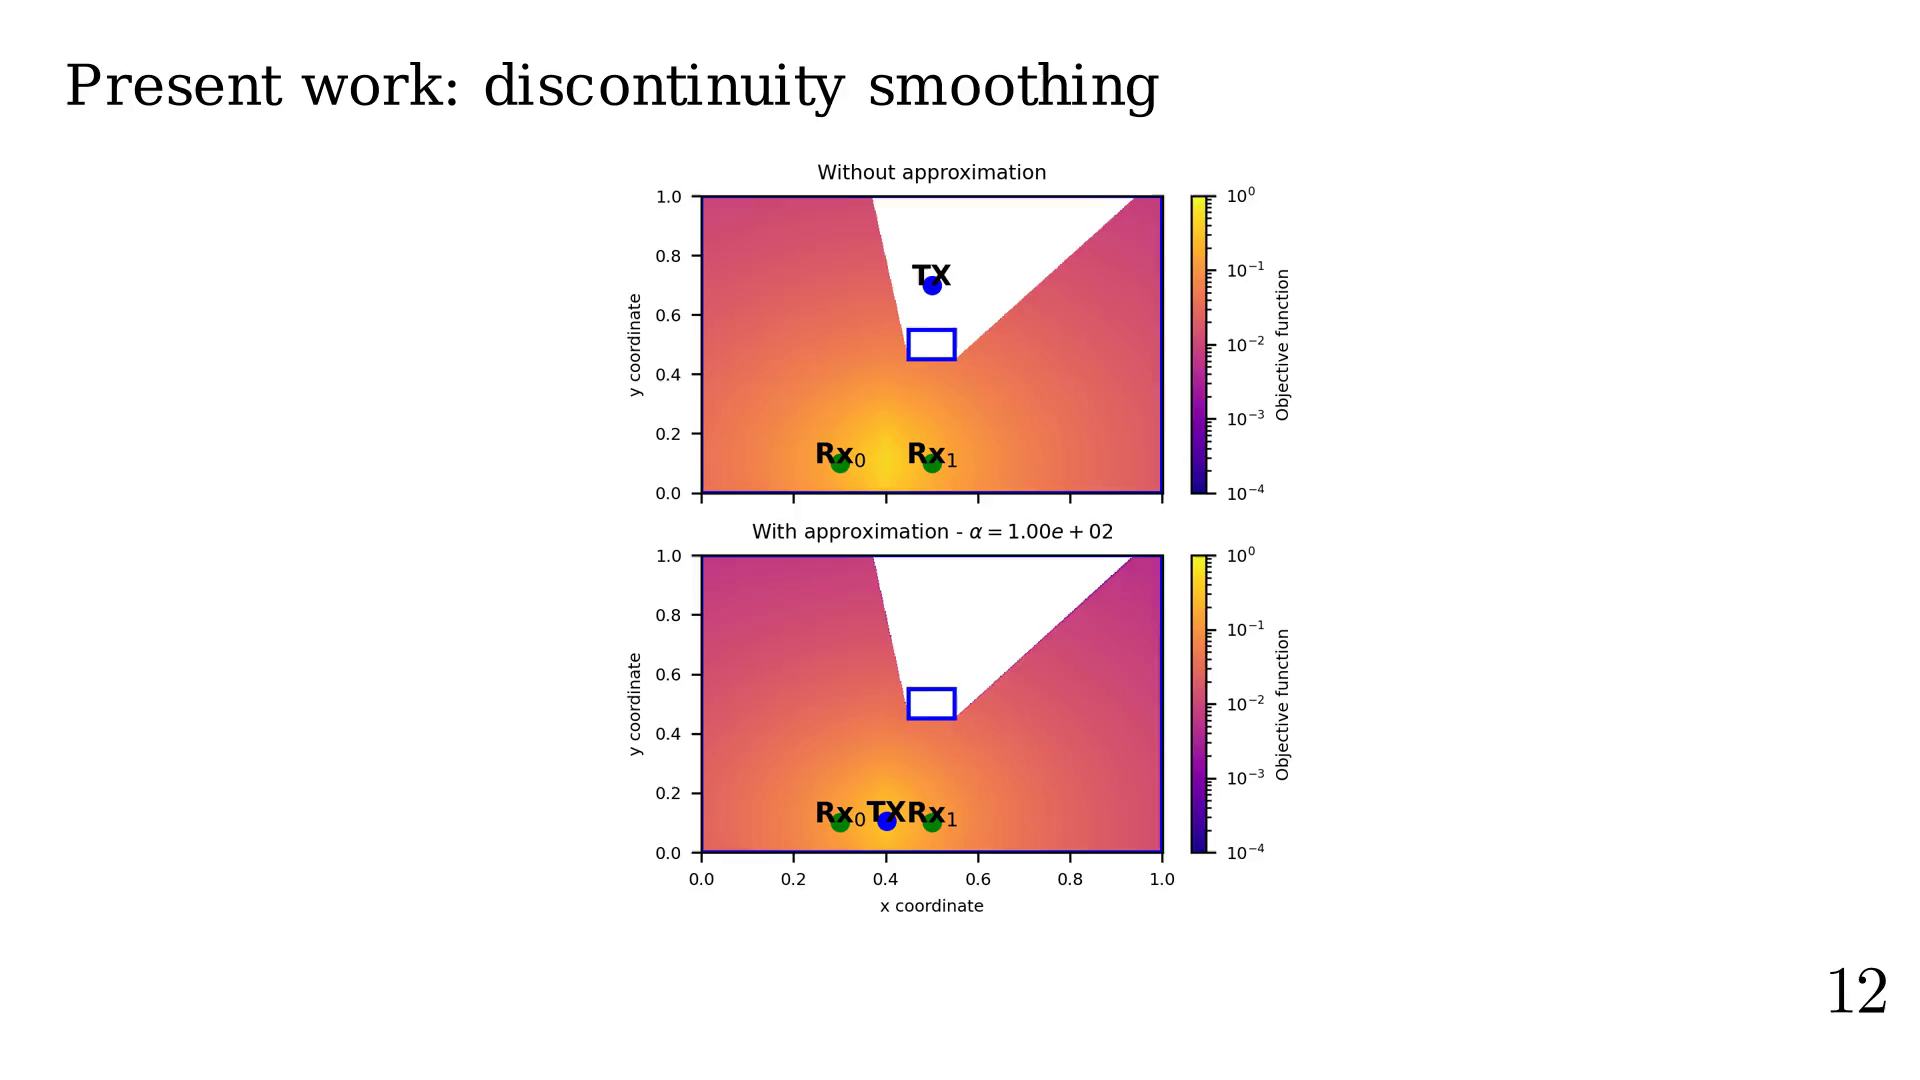 Present work: discontinuity smoothing
Without approximation
1.0
0.8
0.6
0.4
0.2
0.0
y coordinate
TX
Rx₀ Rx₁
10⁰
10⁻¹
10⁻²
10⁻³
10⁻⁴
Objective function
With approximation - α = 1.00e + 02
1.0
0.8
0.6
0.4
0.2
0.0
y coordinate
Rx₀ TX Rx₁
0.0 0.2 0.4 0.6 0.8 1.0
x coordinate
10⁰
10⁻¹
10⁻²
10⁻³
10⁻⁴
Objective function
12